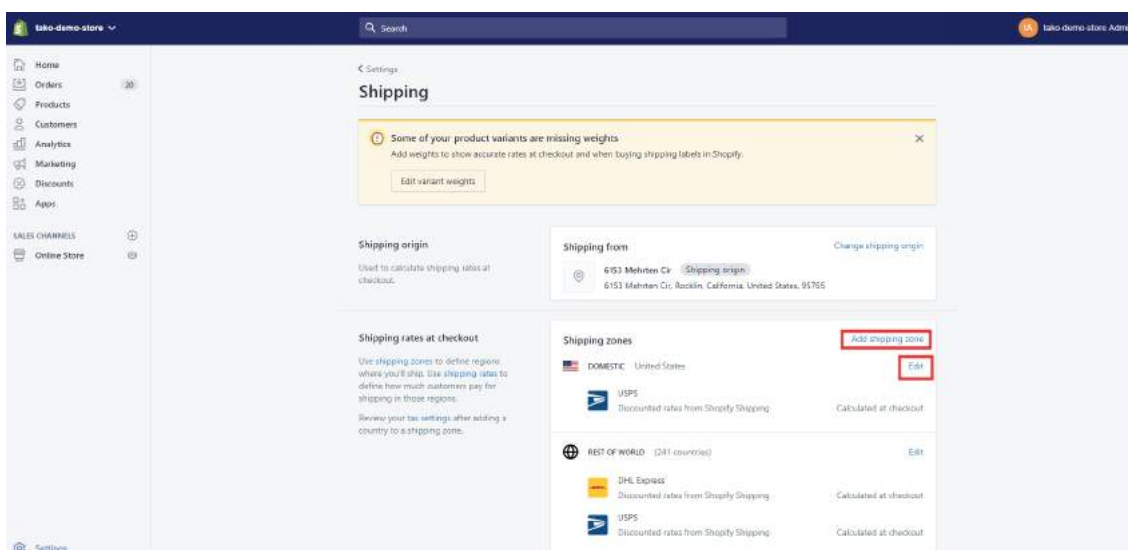 tako-demo-store
Search
tako-demo-store Admi
Home
Orders 20
Products
Customers
Analytics
Marketing
Discounts
Apps
SALES CHANNELS
Online Store
Settings
Settings
Shipping
Some of your product variants are missing weights
Add weights to show accurate rates at checkout and when buying shipping labels in Shopify.
Edit variant weights
Shipping origin
Used to calculate shipping rates at
checkout.
Shipping from
Change shipping origin
6153 Mehrten Cir Shipping origin
6153 Mehrten Cir, Rocklin, California, United States, 95765
Shipping rates at checkout
Use shipping zones to define regions
where you'll ship. Use shipping rates to
define how much customers pay for
shipping in those regions.
Review your tax settings after adding a
country to a shipping zone.
Shipping zones
Add shipping zone
DOMESTIC United States
Edit
USPS
Discounted rates from Shopify Shipping
Calculated at checkout
REST OF WORLD (241 countries)
Edit
DHL Express
Discounted rates from Shopify Shipping
Calculated at checkout
USPS
Discounted rates from Shopify Shipping
Calculated at checkout